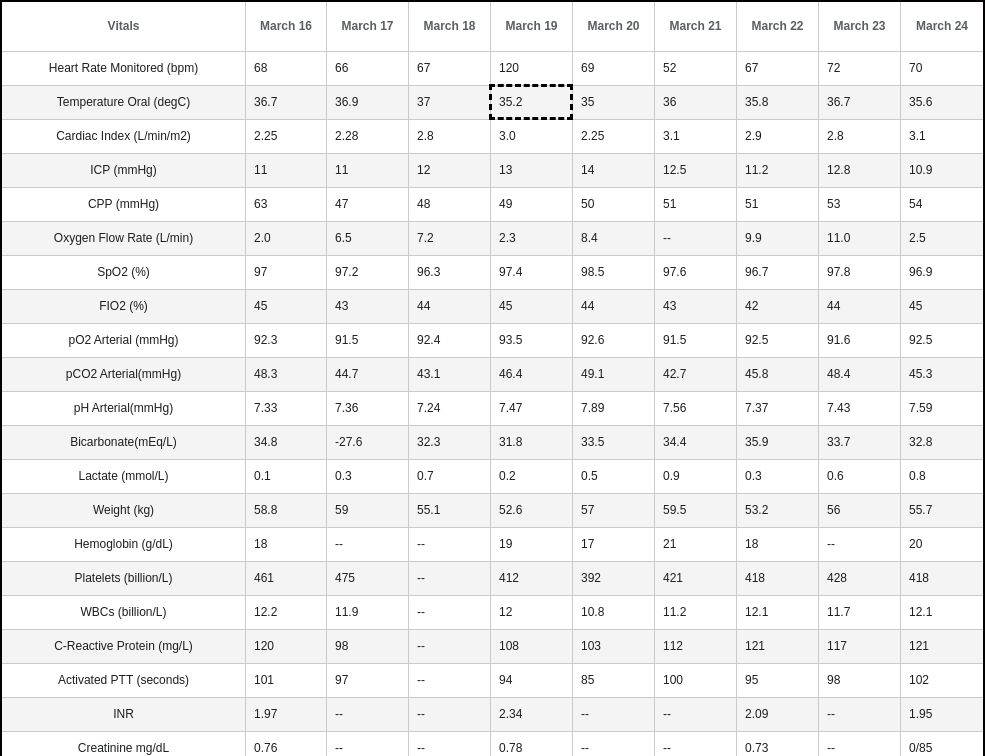 Vitals March 16 March 17 March 18 March 19 March 20 March 21 March 22 March 23 March 24
Heart Rate Monitored (bpm) 68 66 67 120 69 52 67 72 70
Temperature Oral (degC) 36.7 36.9 37 35.2 35 36 35.8 36.7 35.6
Cardiac Index (L/min/m2) 2.25 2.28 2.8 3.0 2.25 3.1 2.9 2.8 3.1
ICP (mmHg) 11 11 12 13 14 12.5 11.2 12.8 10.9
CPP (mmHg) 63 47 48 49 50 51 51 53 54
Oxygen Flow Rate (L/min) 2.0 6.5 7.2 2.3 8.4 -- 9.9 11.0 2.5
SpO2 (%) 97 97.2 96.3 97.4 98.5 97.6 96.7 97.8 96.9
FIO2 (%) 45 43 44 45 44 43 42 44 45
pO2 Arterial (mmHg) 92.3 91.5 92.4 93.5 92.6 91.5 92.5 91.6 92.5
pCO2 Arterial(mmHg) 48.3 44.7 43.1 46.4 49.1 42.7 45.8 48.4 45.3
pH Arterial(mmHg) 7.33 7.36 7.24 7.47 7.89 7.56 7.37 7.43 7.59
Bicarbonate(mEq/L) 34.8 -27.6 32.3 31.8 33.5 34.4 35.9 33.7 32.8
Lactate (mmol/L) 0.1 0.3 0.7 0.2 0.5 0.9 0.3 0.6 0.8
Weight (kg) 58.8 59 55.1 52.6 57 59.5 53.2 56 55.7
Hemoglobin (g/dL) 18 -- -- 19 17 21 18 -- 20
Platelets (billion/L) 461 475 -- 412 392 421 418 428 418
WBCs (billion/L) 12.2 11.9 -- 12 10.8 11.2 12.1 11.7 12.1
C-Reactive Protein (mg/L) 120 98 -- 108 103 112 121 117 121
Activated PTT (seconds) 101 97 -- 94 85 100 95 98 102
INR 1.97 -- -- 2.34 -- -- 2.09 -- 1.95
Creatinine mg/dL 0.76 -- -- 0.78 -- -- 0.73 -- 0/85